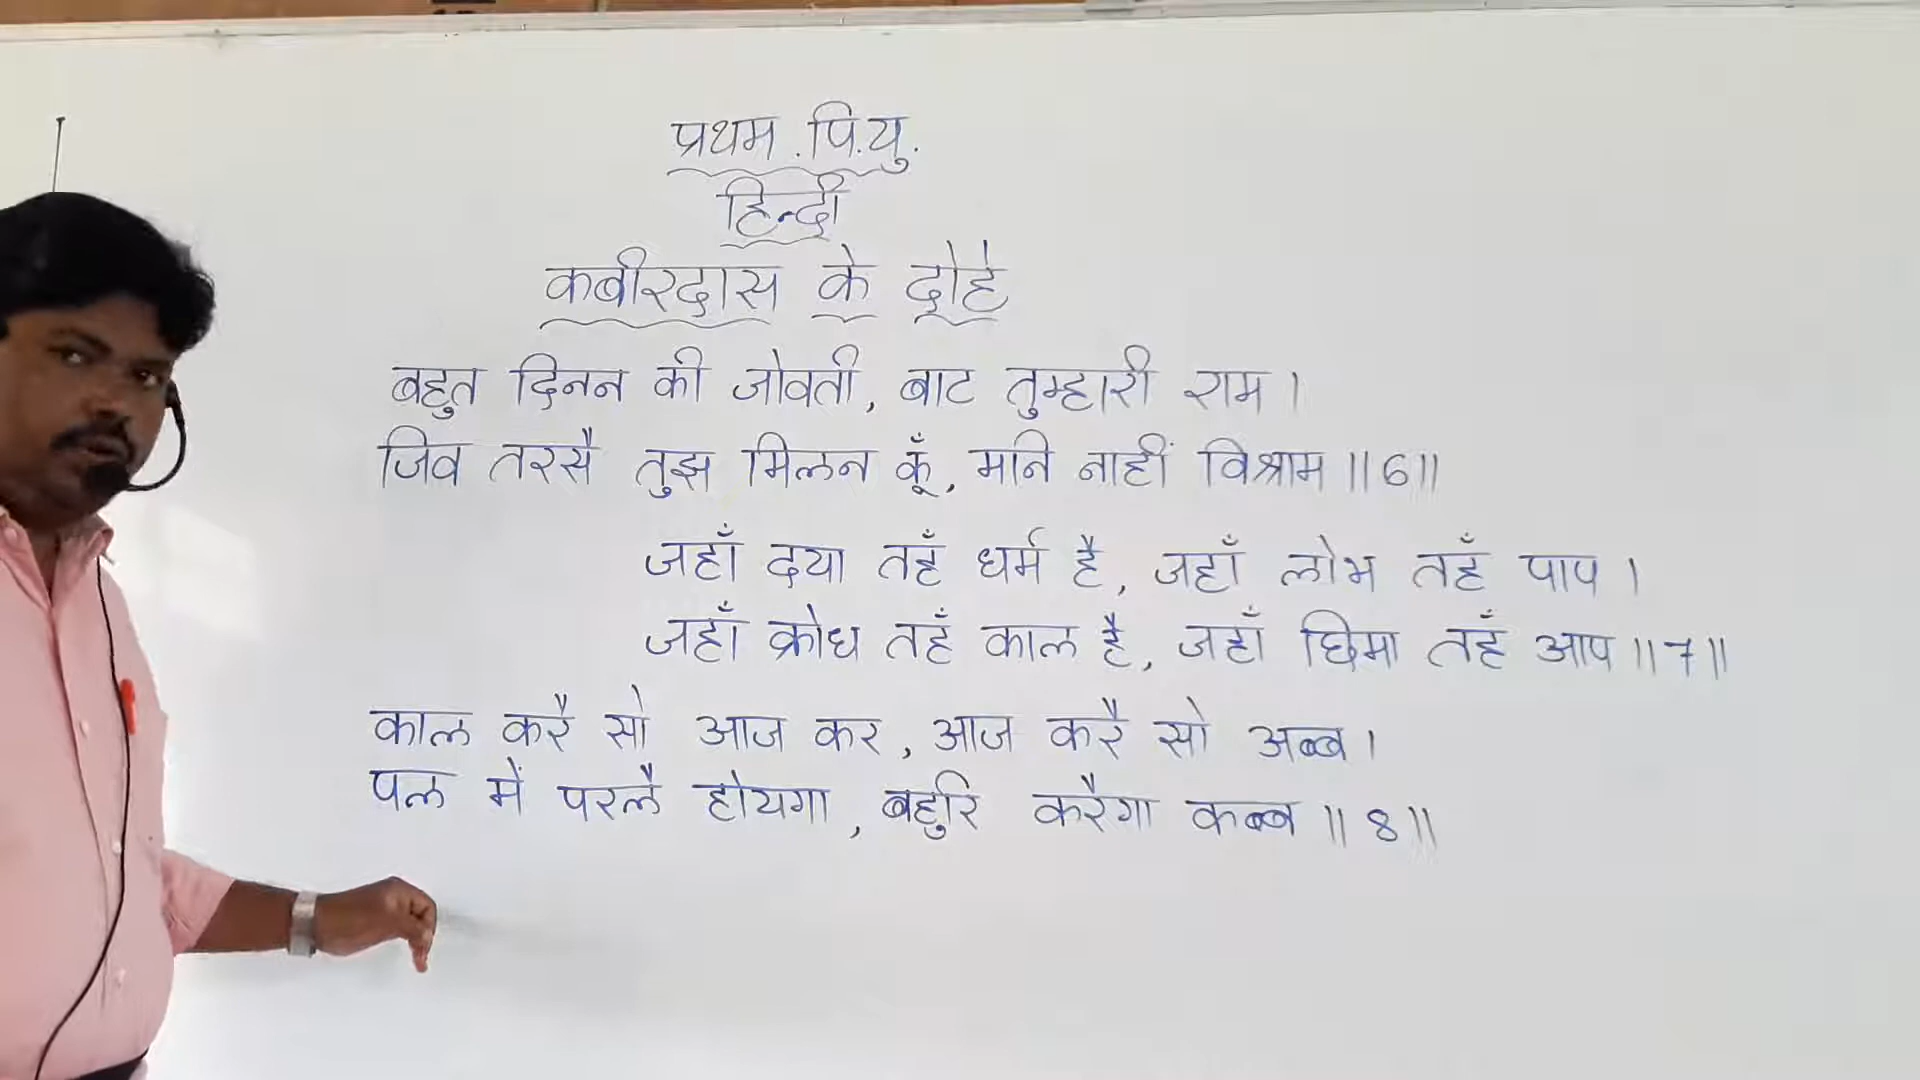 प्रथम .पि.यु.
हिन्दी
कबीरदास के दोहे
बहुत दिनन की जोवती, बाट तुम्हारी राम ।
जिव तरसै तुझ मिलन कूँ, मनि नाहीं विश्राम ॥6॥
जहाँ दया तहँ धर्म है, जहाँ लोभ तहँ पाप ।
जहाँ क्रोध तहँ काल है, जहाँ छिमा तहँ आप ॥7॥
काल करै सो आज कर, आज करै सो अब्ब ।
पल में परलै होयगा, बहुरि करैगा कब्ब ॥8॥